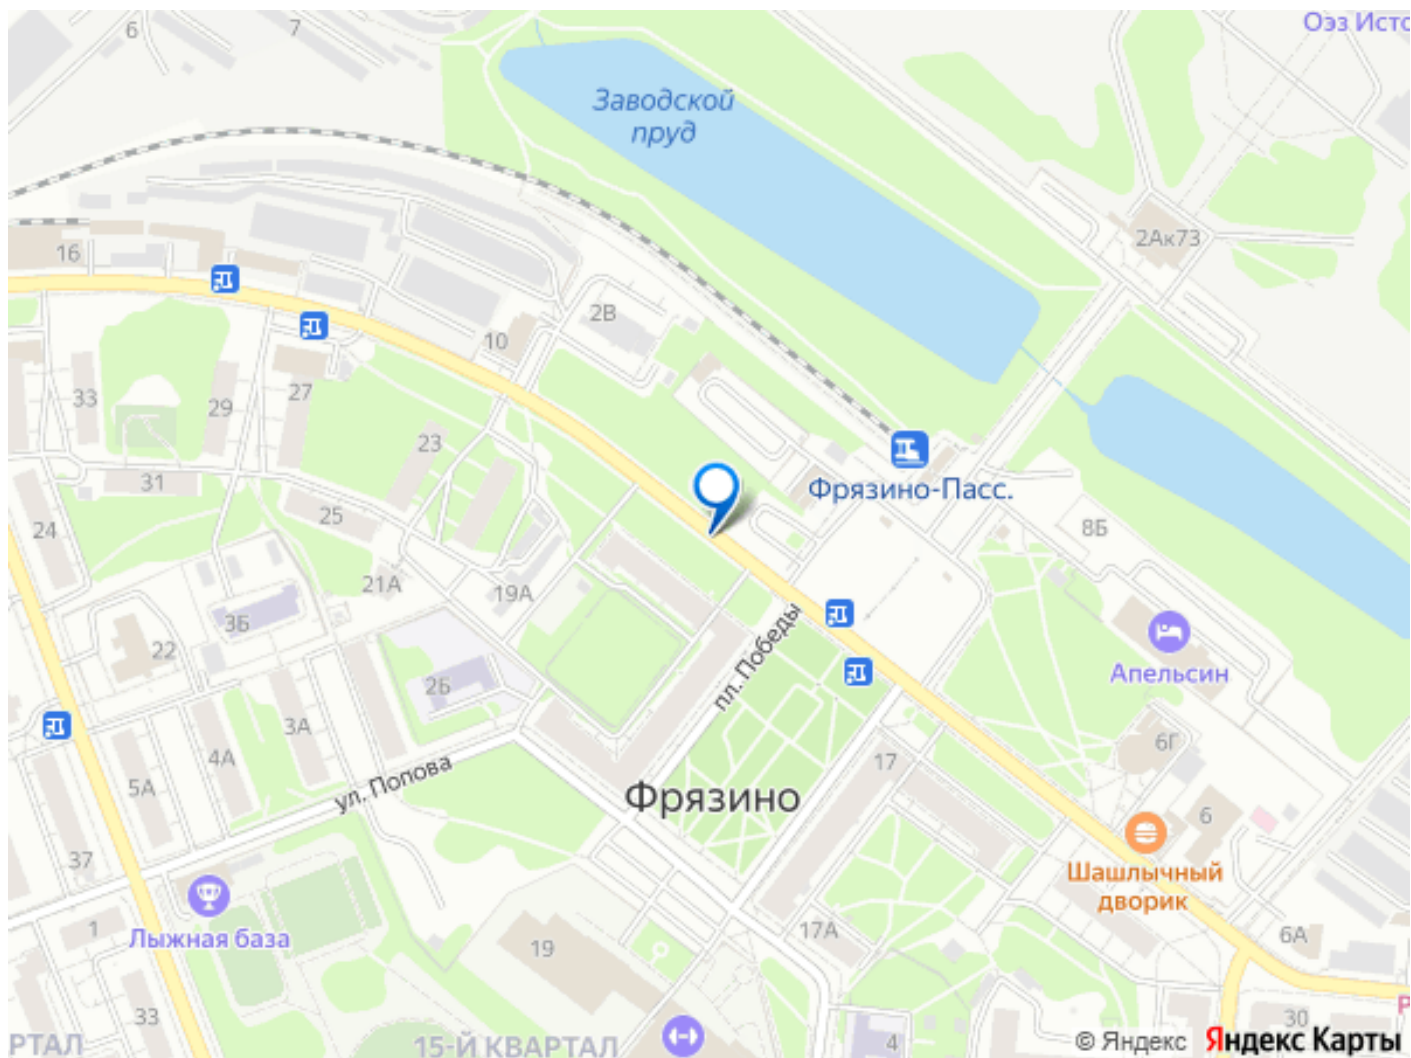 6
7
Оэз Исто
Заводской
пруд
2Ак73
16
2В
10
33
29
27
23
Фрязино-Пасс.
31
25
24
8Б
21А
19А
3Б
22
пл. Победы
Апельсин
2Б
3А
4А
5А
ул. Попова
17
6Г
Фрязино
6
37
Шашлычный
дворик
1
Лыжная база
17А
19
6А
33
30
РТАЛ
15-Й КВАРТАЛ
4
Р
© Яндекс Яндекс Карты